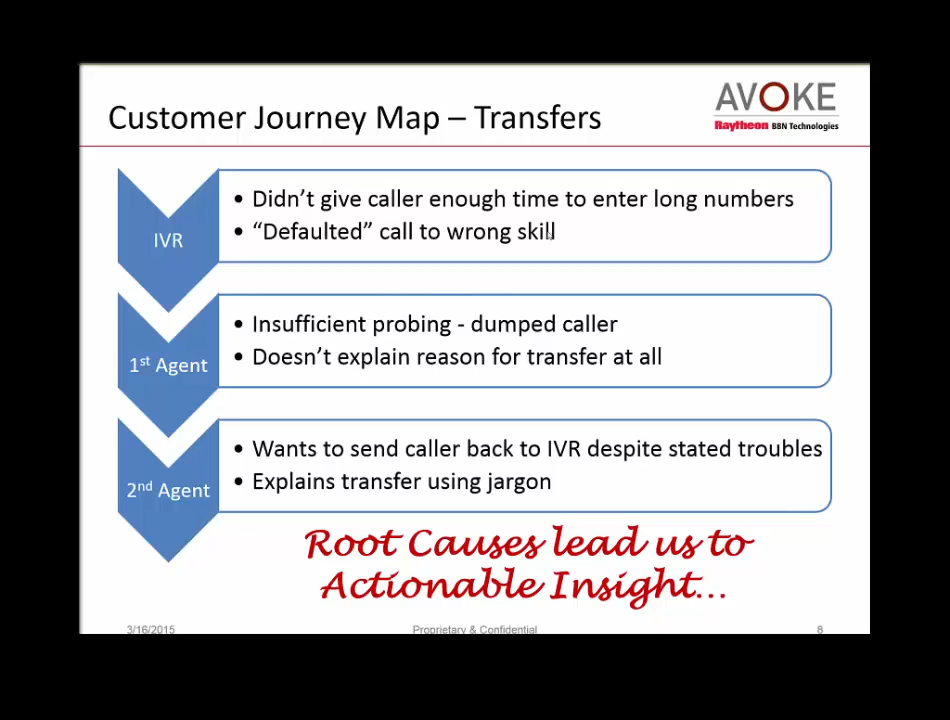 Customer Journey Map – Transfers
AVOKE
Raytheon BBN Technologies
IVR
• Didn't give caller enough time to enter long numbers
• "Defaulted" call to wrong skill
1st Agent
• Insufficient probing - dumped caller
• Doesn't explain reason for transfer at all
2nd Agent
• Wants to send caller back to IVR despite stated troubles
• Explains transfer using jargon
Root Causes lead us to
Actionable Insight...
3/16/2015
Proprietary & Confidential
8